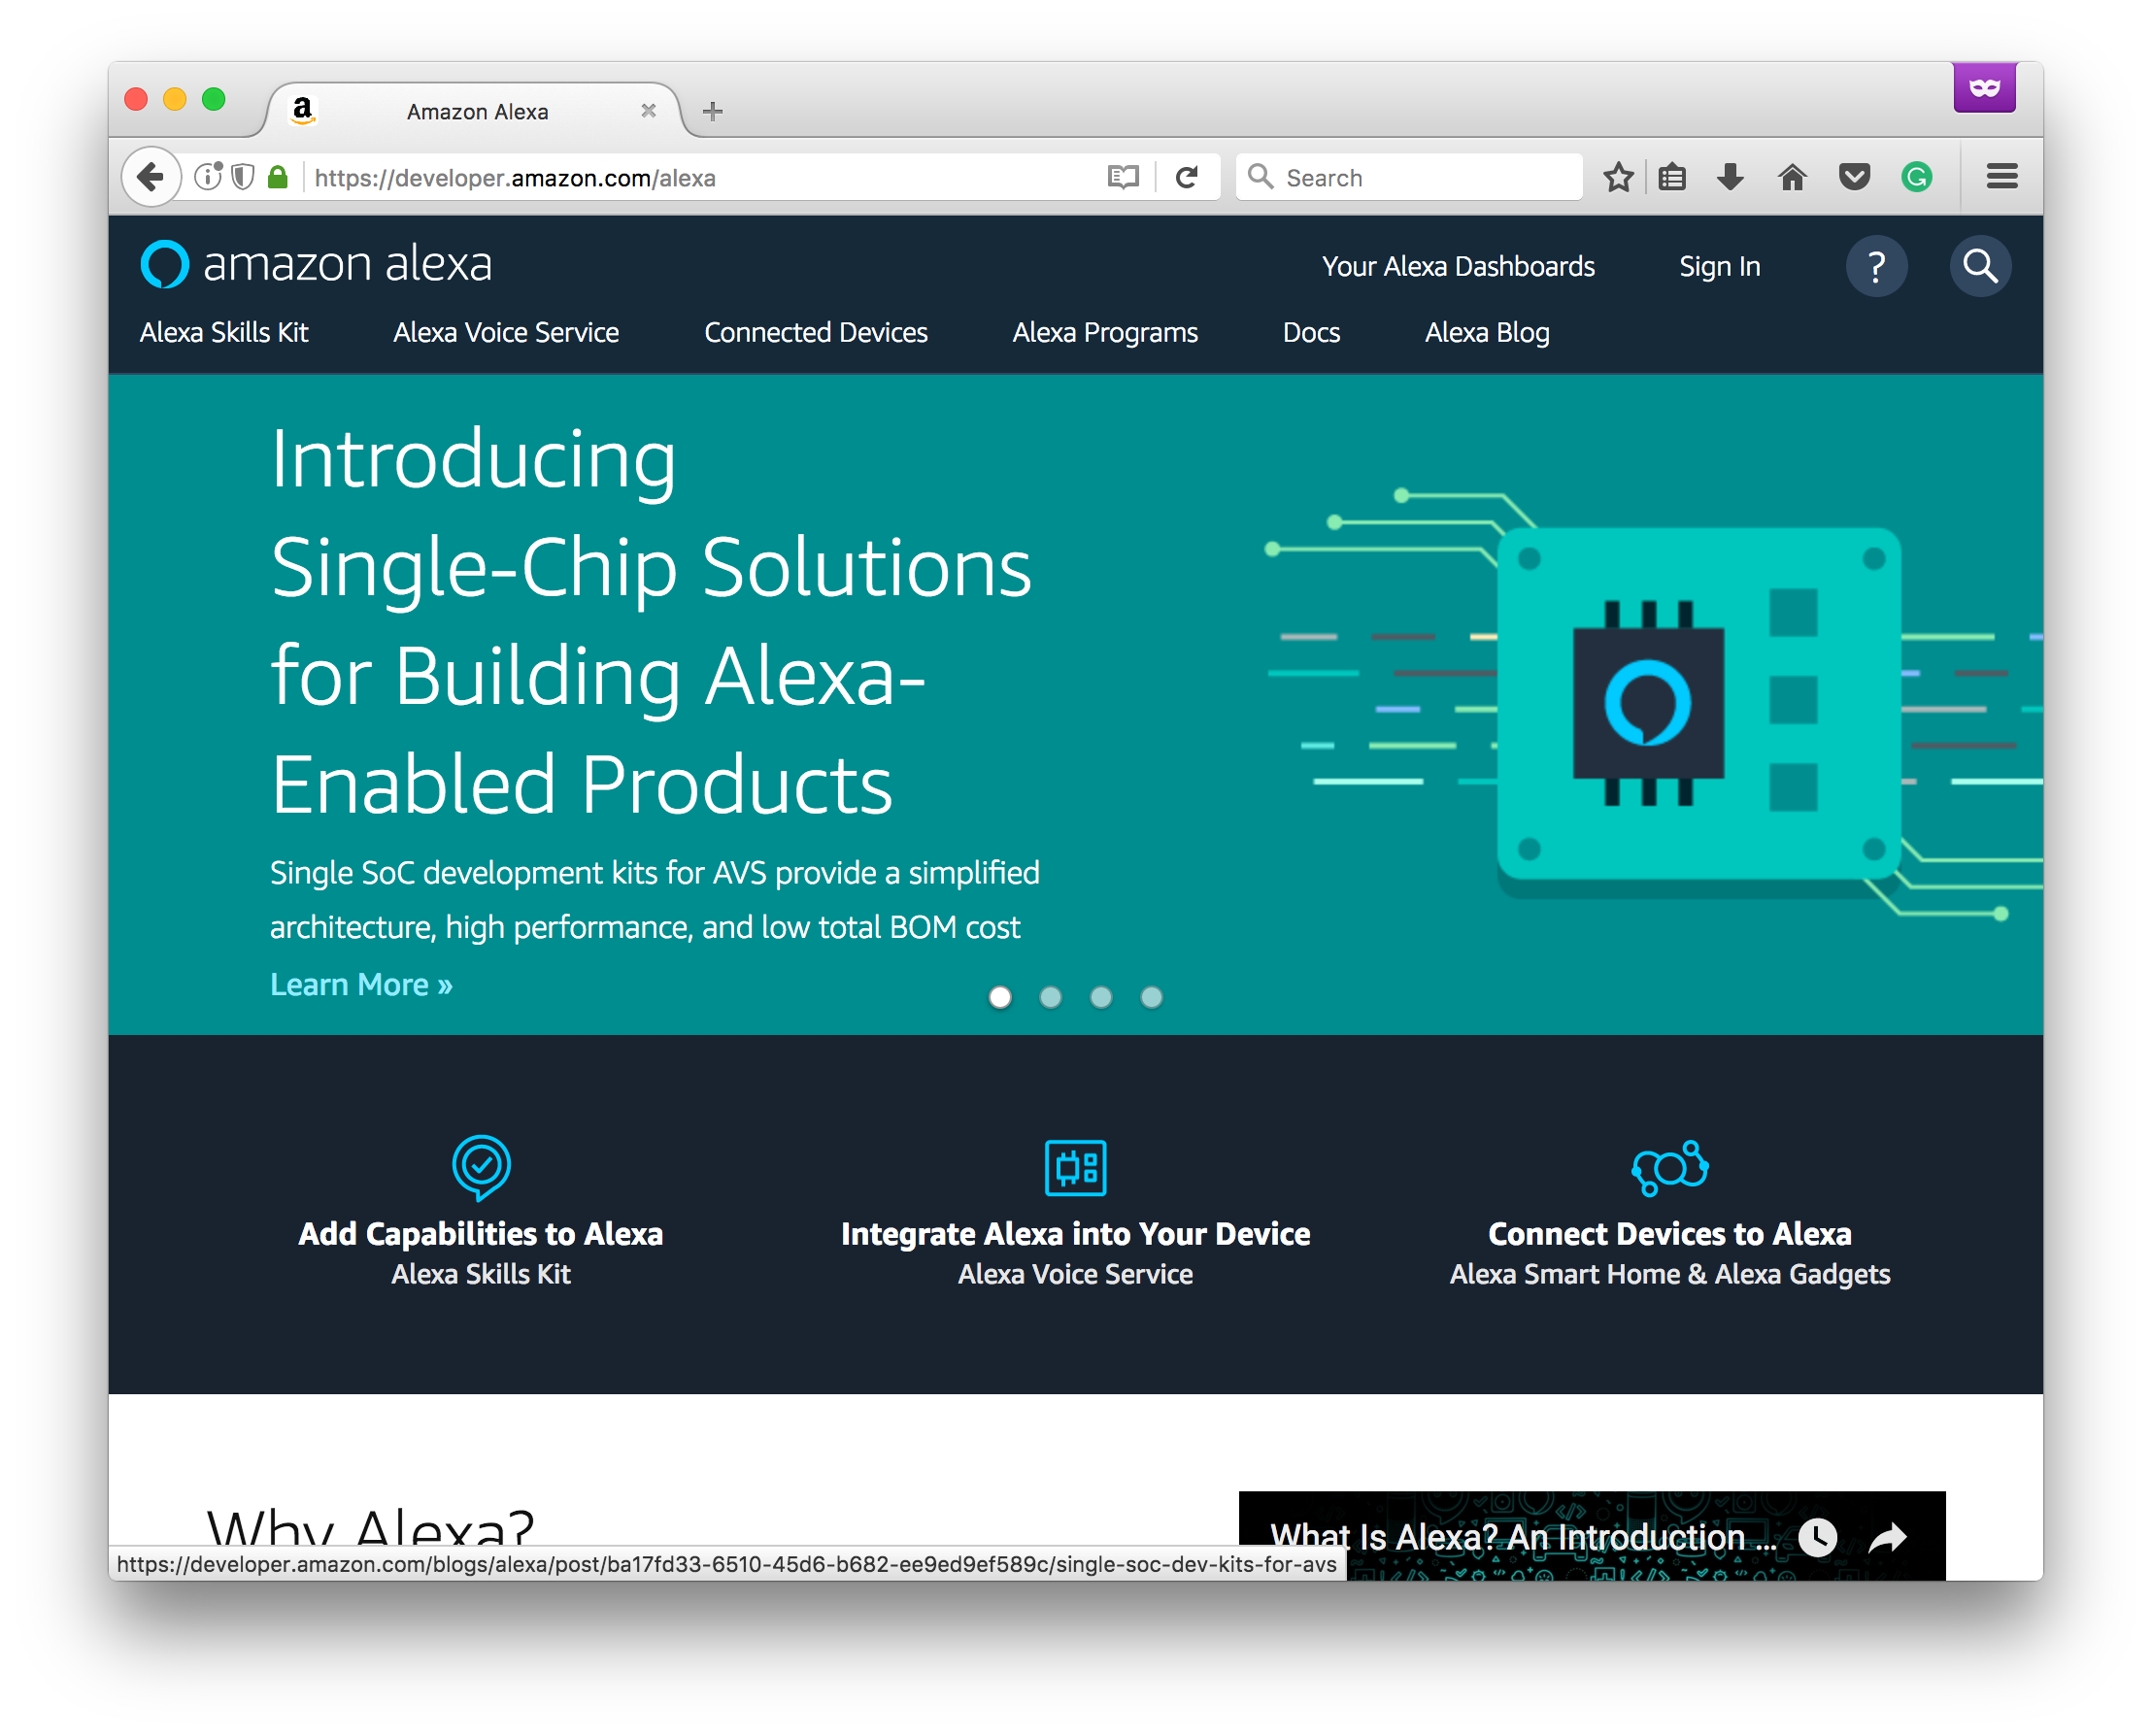 Amazon Alexa
https://developer.amazon.com/alexa
Search
amazon alexa
Your Alexa Dashboards
Sign In
?
Alexa Skills Kit
Alexa Voice Service
Connected Devices
Alexa Programs
Docs
Alexa Blog
Introducing
Single-Chip Solutions
for Building Alexa-
Enabled Products
Single SoC development kits for AVS provide a simplified
architecture, high performance, and low total BOM cost
Learn More »
Add Capabilities to Alexa
Alexa Skills Kit
Integrate Alexa into Your Device
Alexa Voice Service
Connect Devices to Alexa
Alexa Smart Home & Alexa Gadgets
Why Alexa?
What Is Alexa? An Introduction ...
https://developer.amazon.com/blogs/alexa/post/ba17fd33-6510-45d6-b682-ee9ed9ef589c/single-soc-dev-kits-for-avs